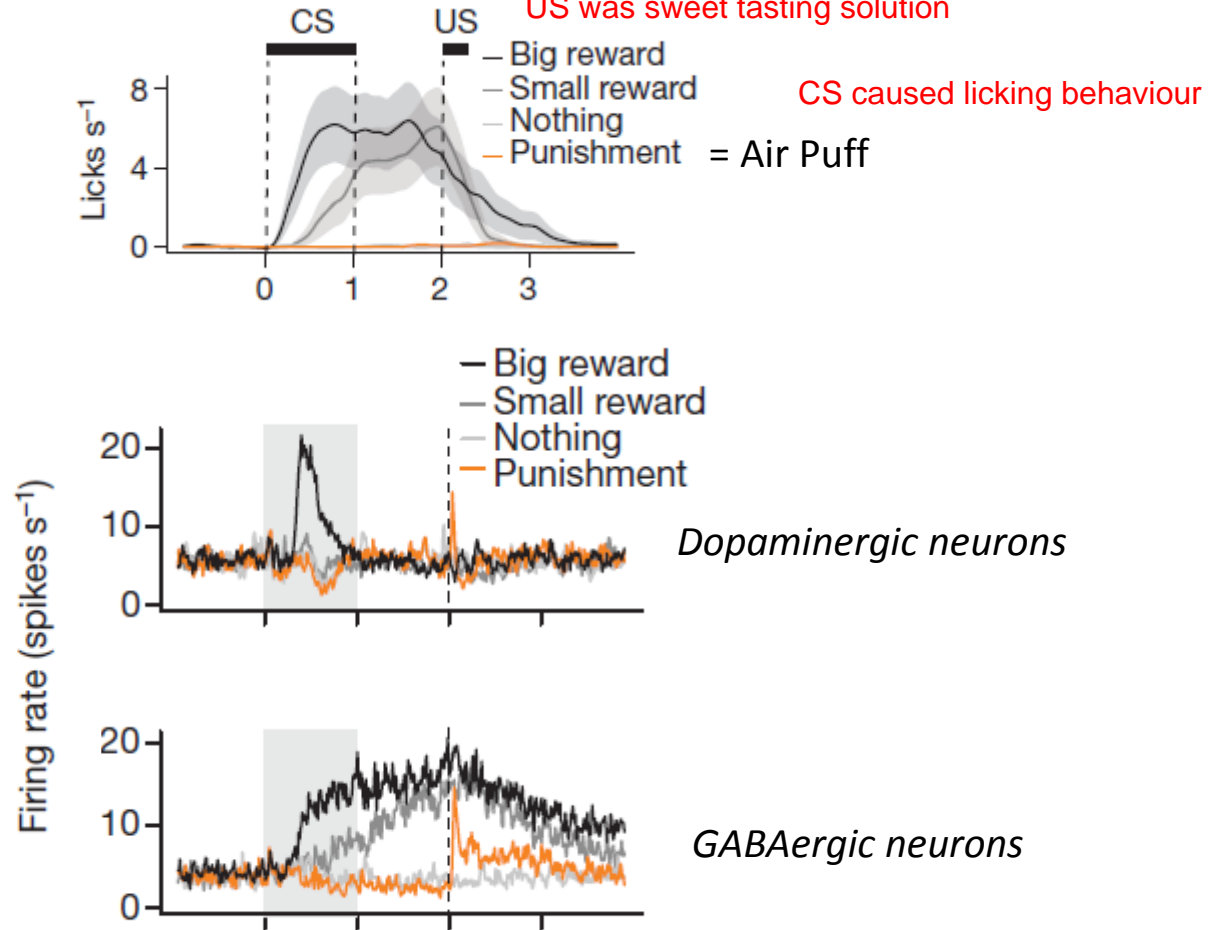 US was sweet tasting solution
CS US
Big reward
Small reward
Nothing
Punishment = Air Puff
CS caused licking behaviour
Licks s⁻¹
8
4
0
0 1 2 3
Big reward
Small reward
Nothing
Punishment
Firing rate (spikes s⁻¹)
20
10
0
Dopaminergic neurons
20
10
0
GABAergic neurons